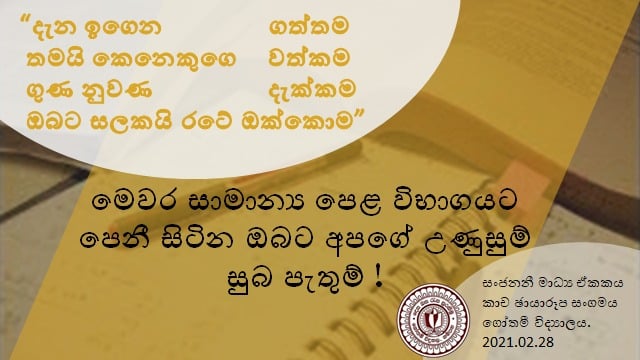 “දැන ඉගෙන ගත්තම
තමයි කෙනෙකුගෙ වත්කම
ගුණ නුවණ දැක්කම
ඔබට සලකයි රටේ ඔක්කොම”
මෙවර සාමාන්‍ය පෙළ විභාගයට
පෙනී සිටින ඔබට අපගේ උණුසුම්
සුබ පැතුම් !
සංජනනී මාධ්‍ය ඒකකය
කාච ඡායාරූප සංගමය
ගෝතමී විද්‍යාලය.
2021.02.28